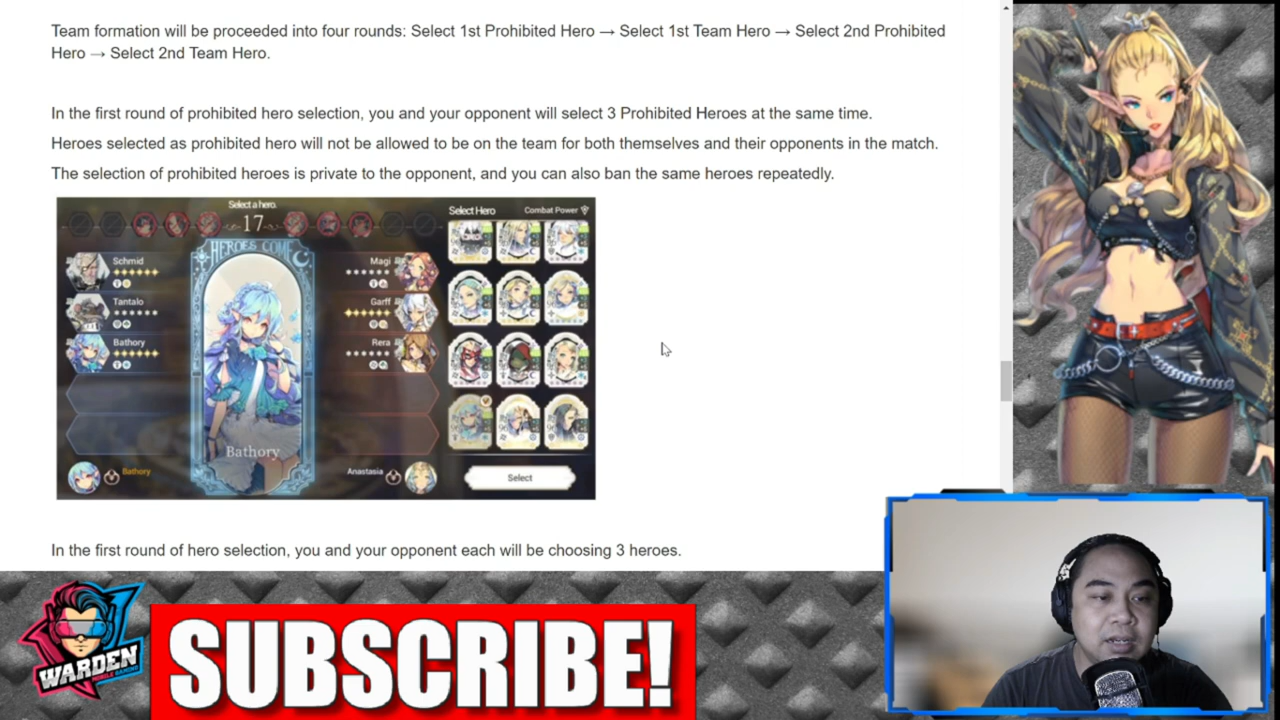 Team formation will be proceeded into four rounds: Select 1st Prohibited Hero → Select 1st Team Hero → Select 2nd Prohibited
Hero → Select 2nd Team Hero.
In the first round of prohibited hero selection, you and your opponent will select 3 Prohibited Heroes at the same time.
Heroes selected as prohibited hero will not be allowed to be on the team for both themselves and their opponents in the match.
The selection of prohibited heroes is private to the opponent, and you can also ban the same heroes repeatedly.
Select a hero.
17
Select Hero
Combat Power
HEROES COME
Schmid
Magi
Tantalo
Garff
Bathory
Rera
Bathory
Bathory
Anastasia
Select
In the first round of hero selection, you and your opponent each will be choosing 3 heroes.
WARDEN
MOBILE GAMING
SUBSCRIBE!